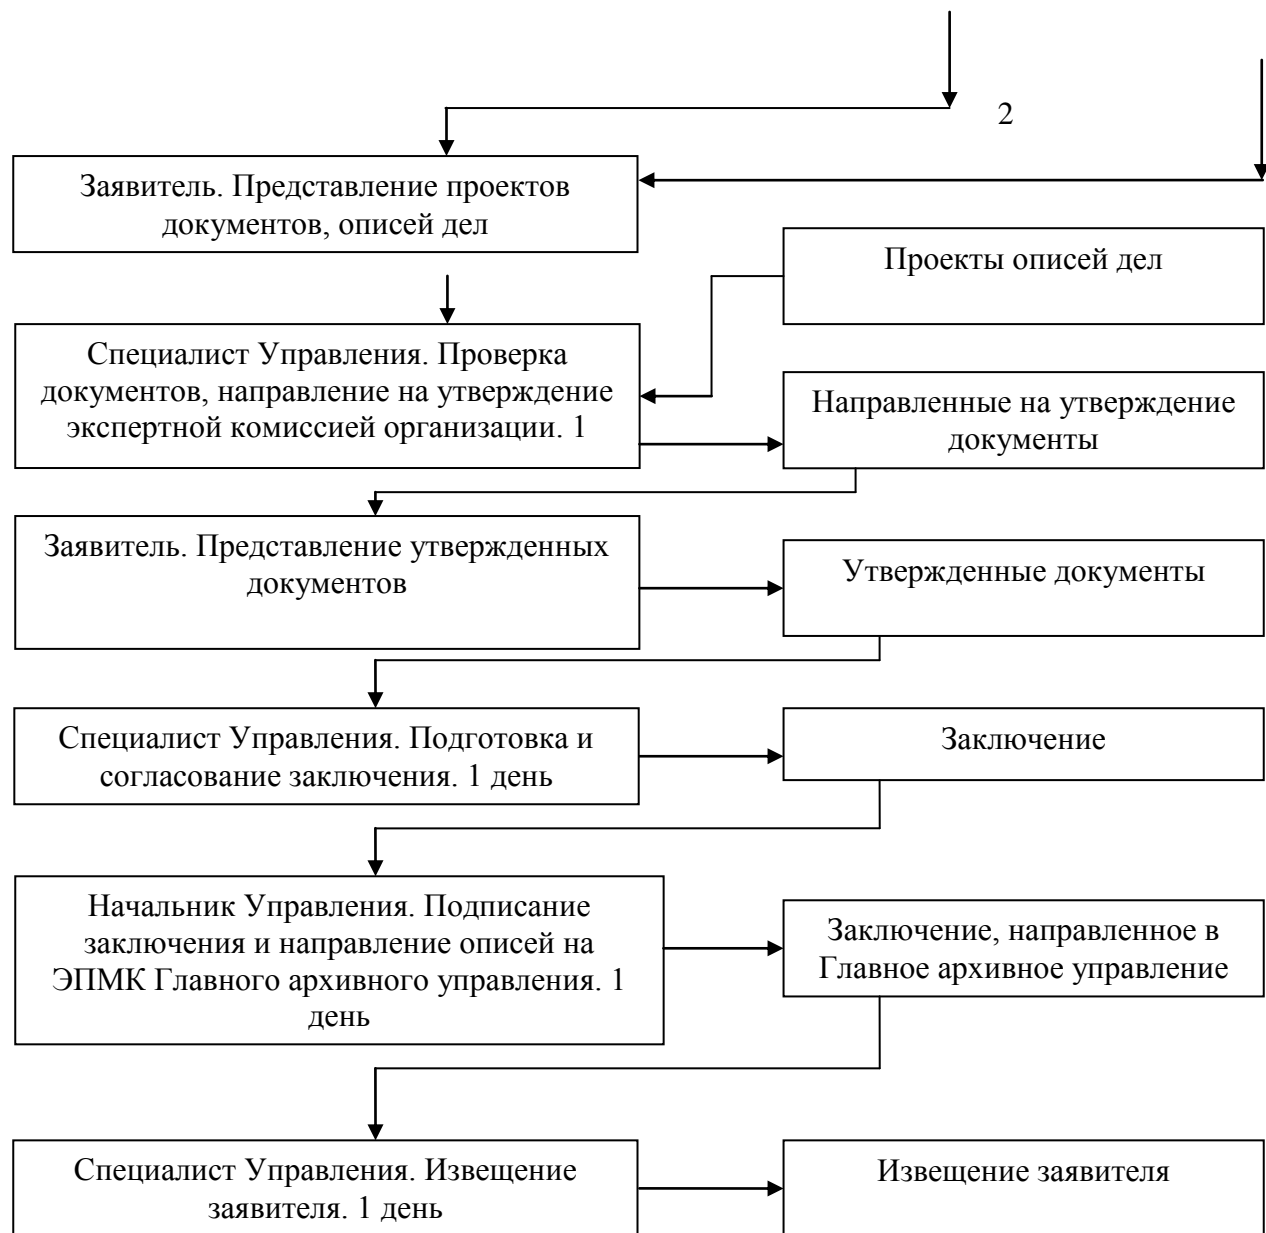 2
Заявитель. Представление проектов
документов, описей дел
Проекты описей дел
Специалист Управления. Проверка
документов, направление на утверждение
экспертной комиссией организации. 1
Направленные на утверждение
документы
Заявитель. Представление утвержденных
документов
Утвержденные документы
Специалист Управления. Подготовка и
согласование заключения. 1 день
Заключение
Начальник Управления. Подписание
заключения и направление описей на
ЭПМК Главного архивного управления. 1
день
Заключение, направленное в
Главное архивное управление
Специалист Управления. Извещение
заявителя. 1 день
Извещение заявителя